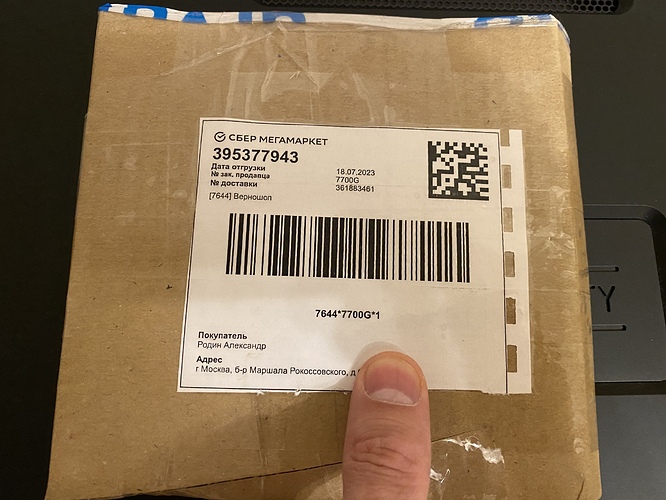 СБЕР МЕГАМАРКЕТ
395377943
Дата отгрузки 18.07.2023
№ зак. продавца 7700G
№ доставки 361883461
[7644] Верношоп
7644*7700G*1
Покупатель
Родин Александр
Адрес
г Москва, б-р Маршала Рокоссовского, д
RY